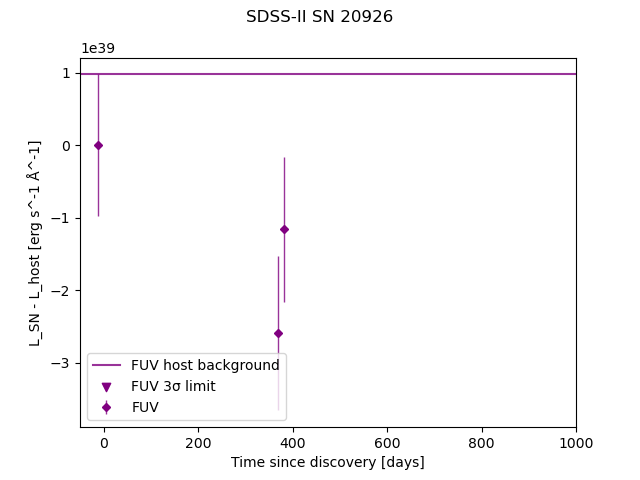 SDSS-II SN 20926
1e39
1
0
−1
−2
−3
L_SN - L_host [erg s^-1 Å^-1]
FUV host background
FUV 3σ limit
FUV
0 200 400 600 800 1000
Time since discovery [days]